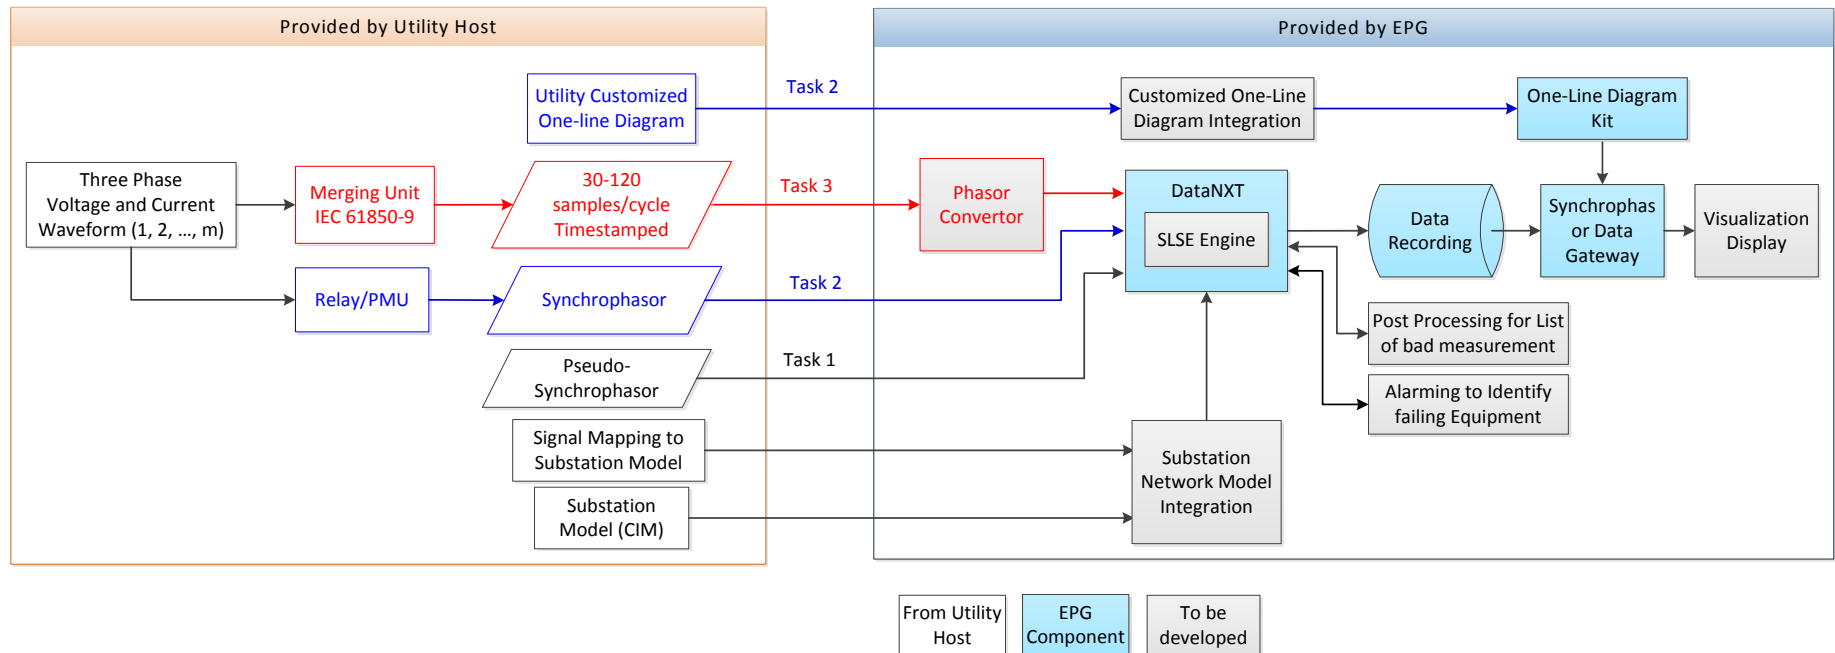 Provided by Utility Host
Provided by EPG
Utility Customized
One-line Diagram
Task 2
Customized One-Line
Diagram Integration
One-Line Diagram
Kit
Three Phase
Voltage and Current
Waveform (1, 2, …, m)
Merging Unit
IEC 61850-9
30-120
samples/cycle
Timestamped
Task 3
Phasor
Convertor
DataNXT
SLSE Engine
Data
Recording
Synchrophas
or Data
Gateway
Visualization
Display
Relay/PMU
Synchrophasor
Task 2
Post Processing for List
of bad measurement
Pseudo-
Synchrophasor
Task 1
Alarming to Identify
failing Equipment
Signal Mapping to
Substation Model
Substation
Network Model
Integration
Substation
Model (CIM)
From Utility
Host
EPG
Component
To be
developed